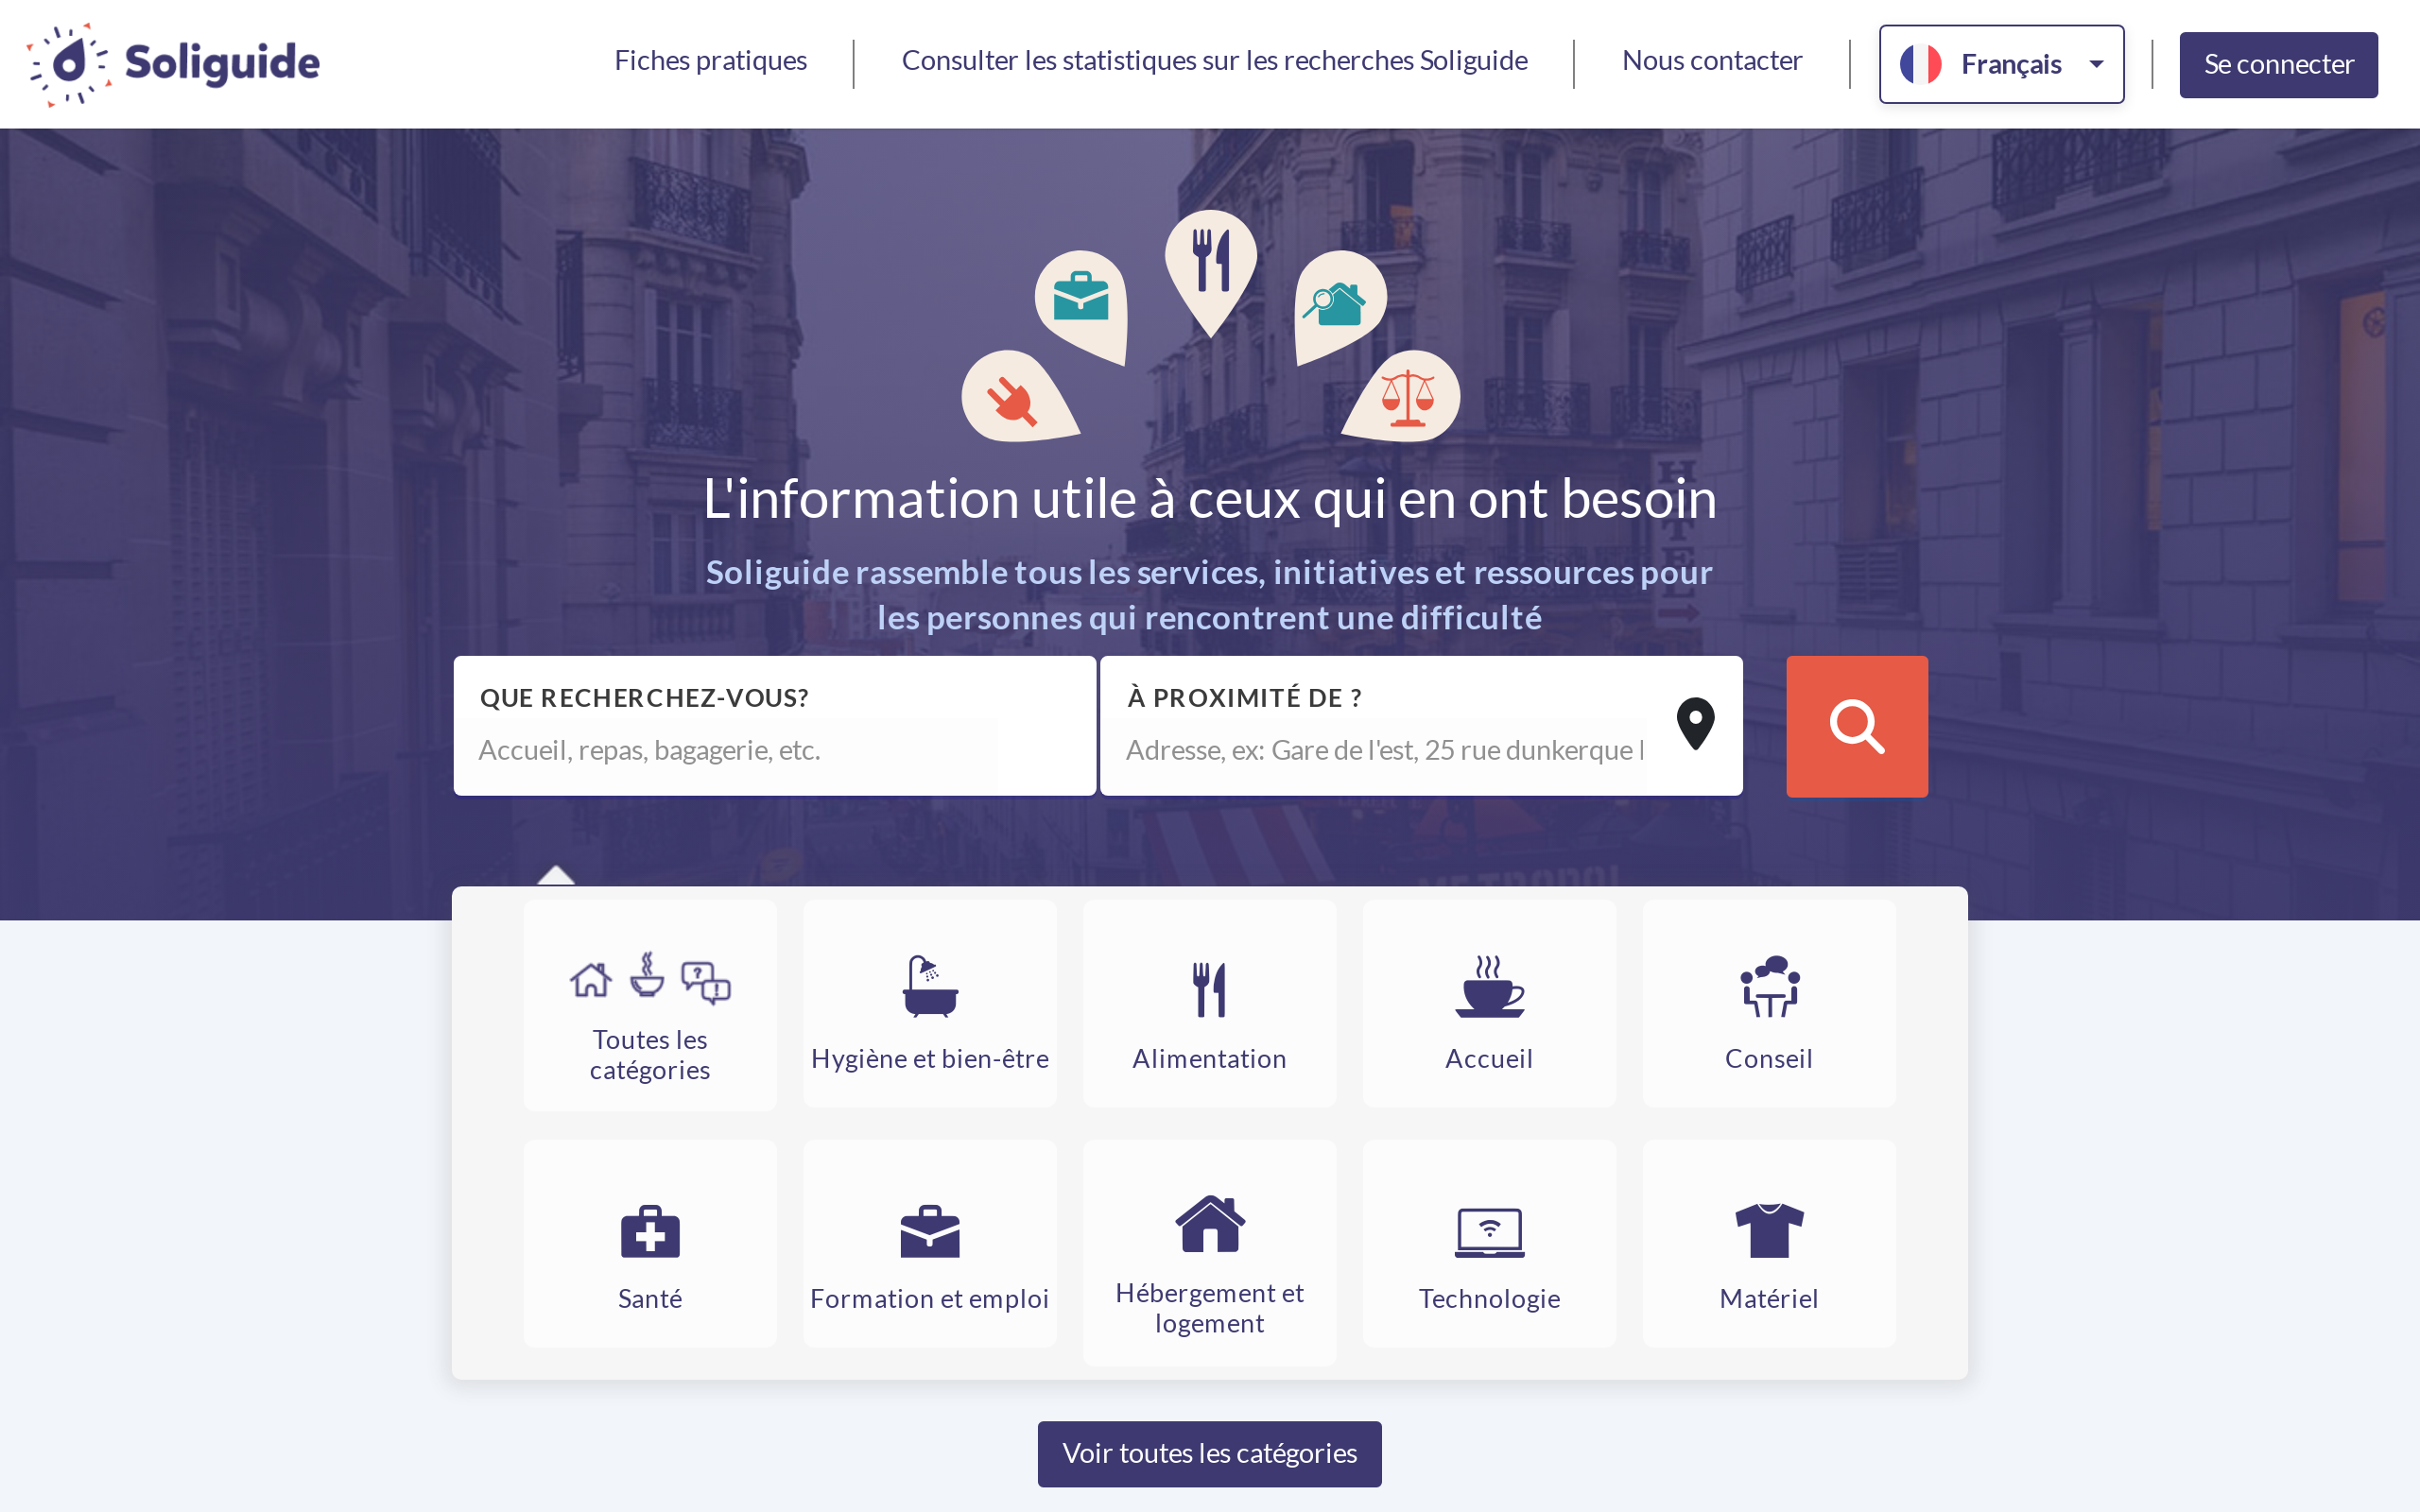 Soliguide
Fiches pratiques
Consulter les statistiques sur les recherches Soliguide
Nous contacter
Français
Se connecter
L'information utile à ceux qui en ont besoin
Soliguide rassemble tous les services, initiatives et ressources pour
les personnes qui rencontrent une difficulté
QUE RECHERCHEZ-VOUS?
Accueil, repas, bagagerie, etc.
À PROXIMITÉ DE ?
Adresse, ex: Gare de l'est, 25 rue dunkerque
Toutes les
catégories
Hygiène et bien-être
Alimentation
Accueil
Conseil
Santé
Formation et emploi
Hébergement et
logement
Technologie
Matériel
Voir toutes les catégories